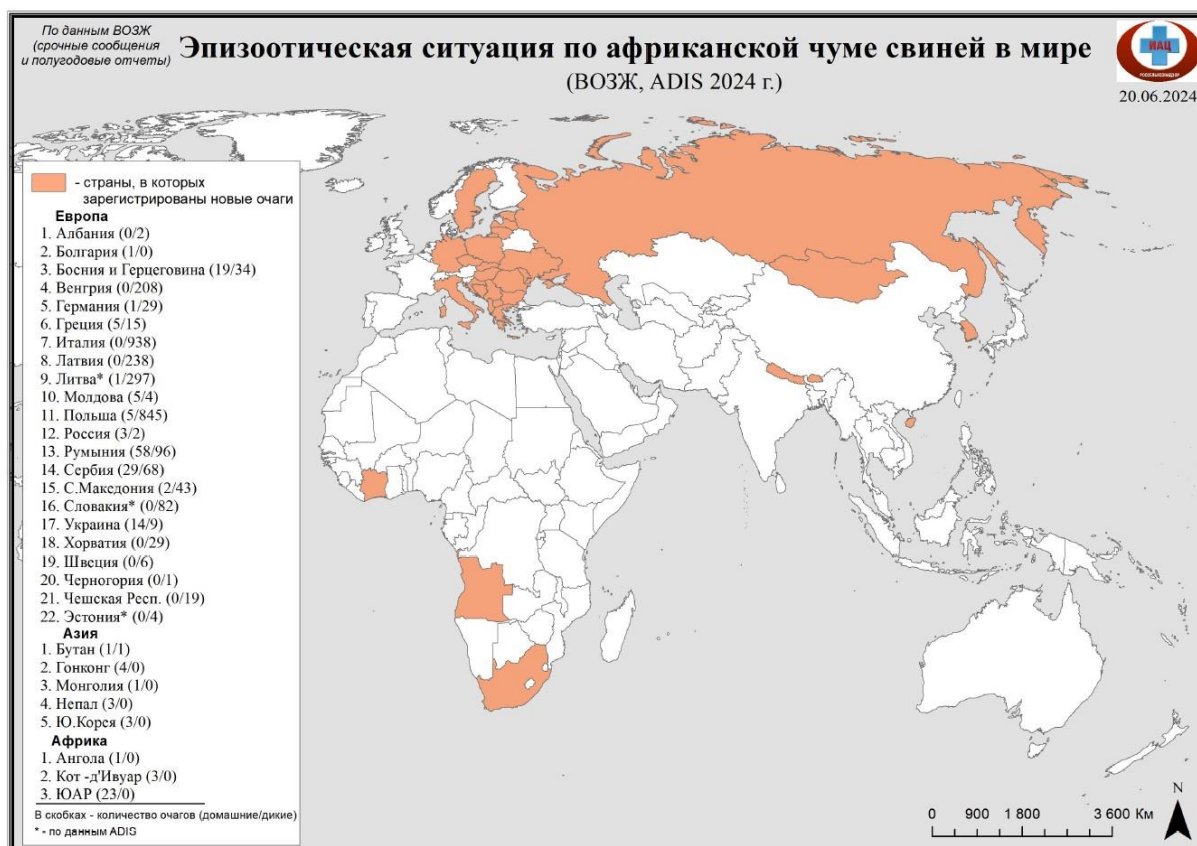 По данным ВОЗЖ
(срочные сообщения
и полугодовые отчеты)
Эпизоотическая ситуация по африканской чуме свиней в мире
(ВОЗЖ, ADIS 2024 г.)
ИАЦ
РОССЕЛЬХОЗНАДЗОР
20.06.2024
- страны, в которых
зарегистрированы новые очаги
Европа
1. Албания (0/2)
2. Болгария (1/0)
3. Босния и Герцеговина (19/34)
4. Венгрия (0/208)
5. Германия (1/29)
6. Греция (5/15)
7. Италия (0/938)
8. Латвия (0/238)
9. Литва* (1/297)
10. Молдова (5/4)
11. Польша (5/845)
12. Россия (3/2)
13. Румыния (58/96)
14. Сербия (29/68)
15. С.Македония (2/43)
16. Словакия* (0/82)
17. Украина (14/9)
18. Хорватия (0/29)
19. Швеция (0/6)
20. Черногория (0/1)
21. Чешская Респ. (0/19)
22. Эстония* (0/4)
Азия
1. Бутан (1/1)
2. Гонконг (4/0)
3. Монголия (1/0)
4. Непал (3/0)
5. Ю.Корея (3/0)
Африка
1. Ангола (1/0)
2. Кот -д'Ивуар (3/0)
3. ЮАР (23/0)
В скобках - количество очагов (домашние/дикие)
* - по данным ADIS
N
0 900 1 800 3 600 Км